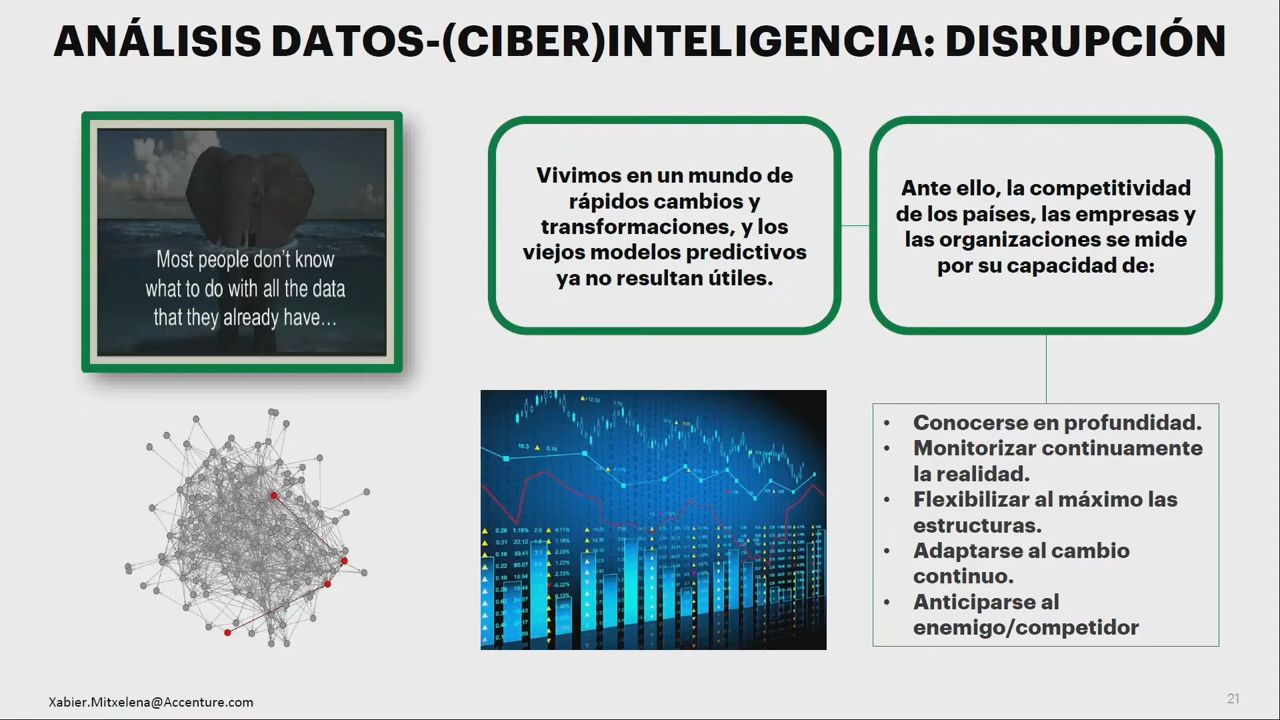 ANÁLISIS DATOS-(CIBER)INTELIGENCIA: DISRUPCIÓN
Most people don't know
what to do with all the data
that they already have...
Vivimos en un mundo de
rápidos cambios y
transformaciones, y los
viejos modelos predictivos
ya no resultan útiles.
Ante ello, la competitividad
de los países, las empresas y
las organizaciones se mide
por su capacidad de:
• Conocerse en profundidad.
• Monitorizar continuamente
la realidad.
• Flexibilizar al máximo las
estructuras.
• Adaptarse al cambio
continuo.
• Anticiparse al
enemigo/competidor
Xabier.Mitxelena@Accenture.com
21